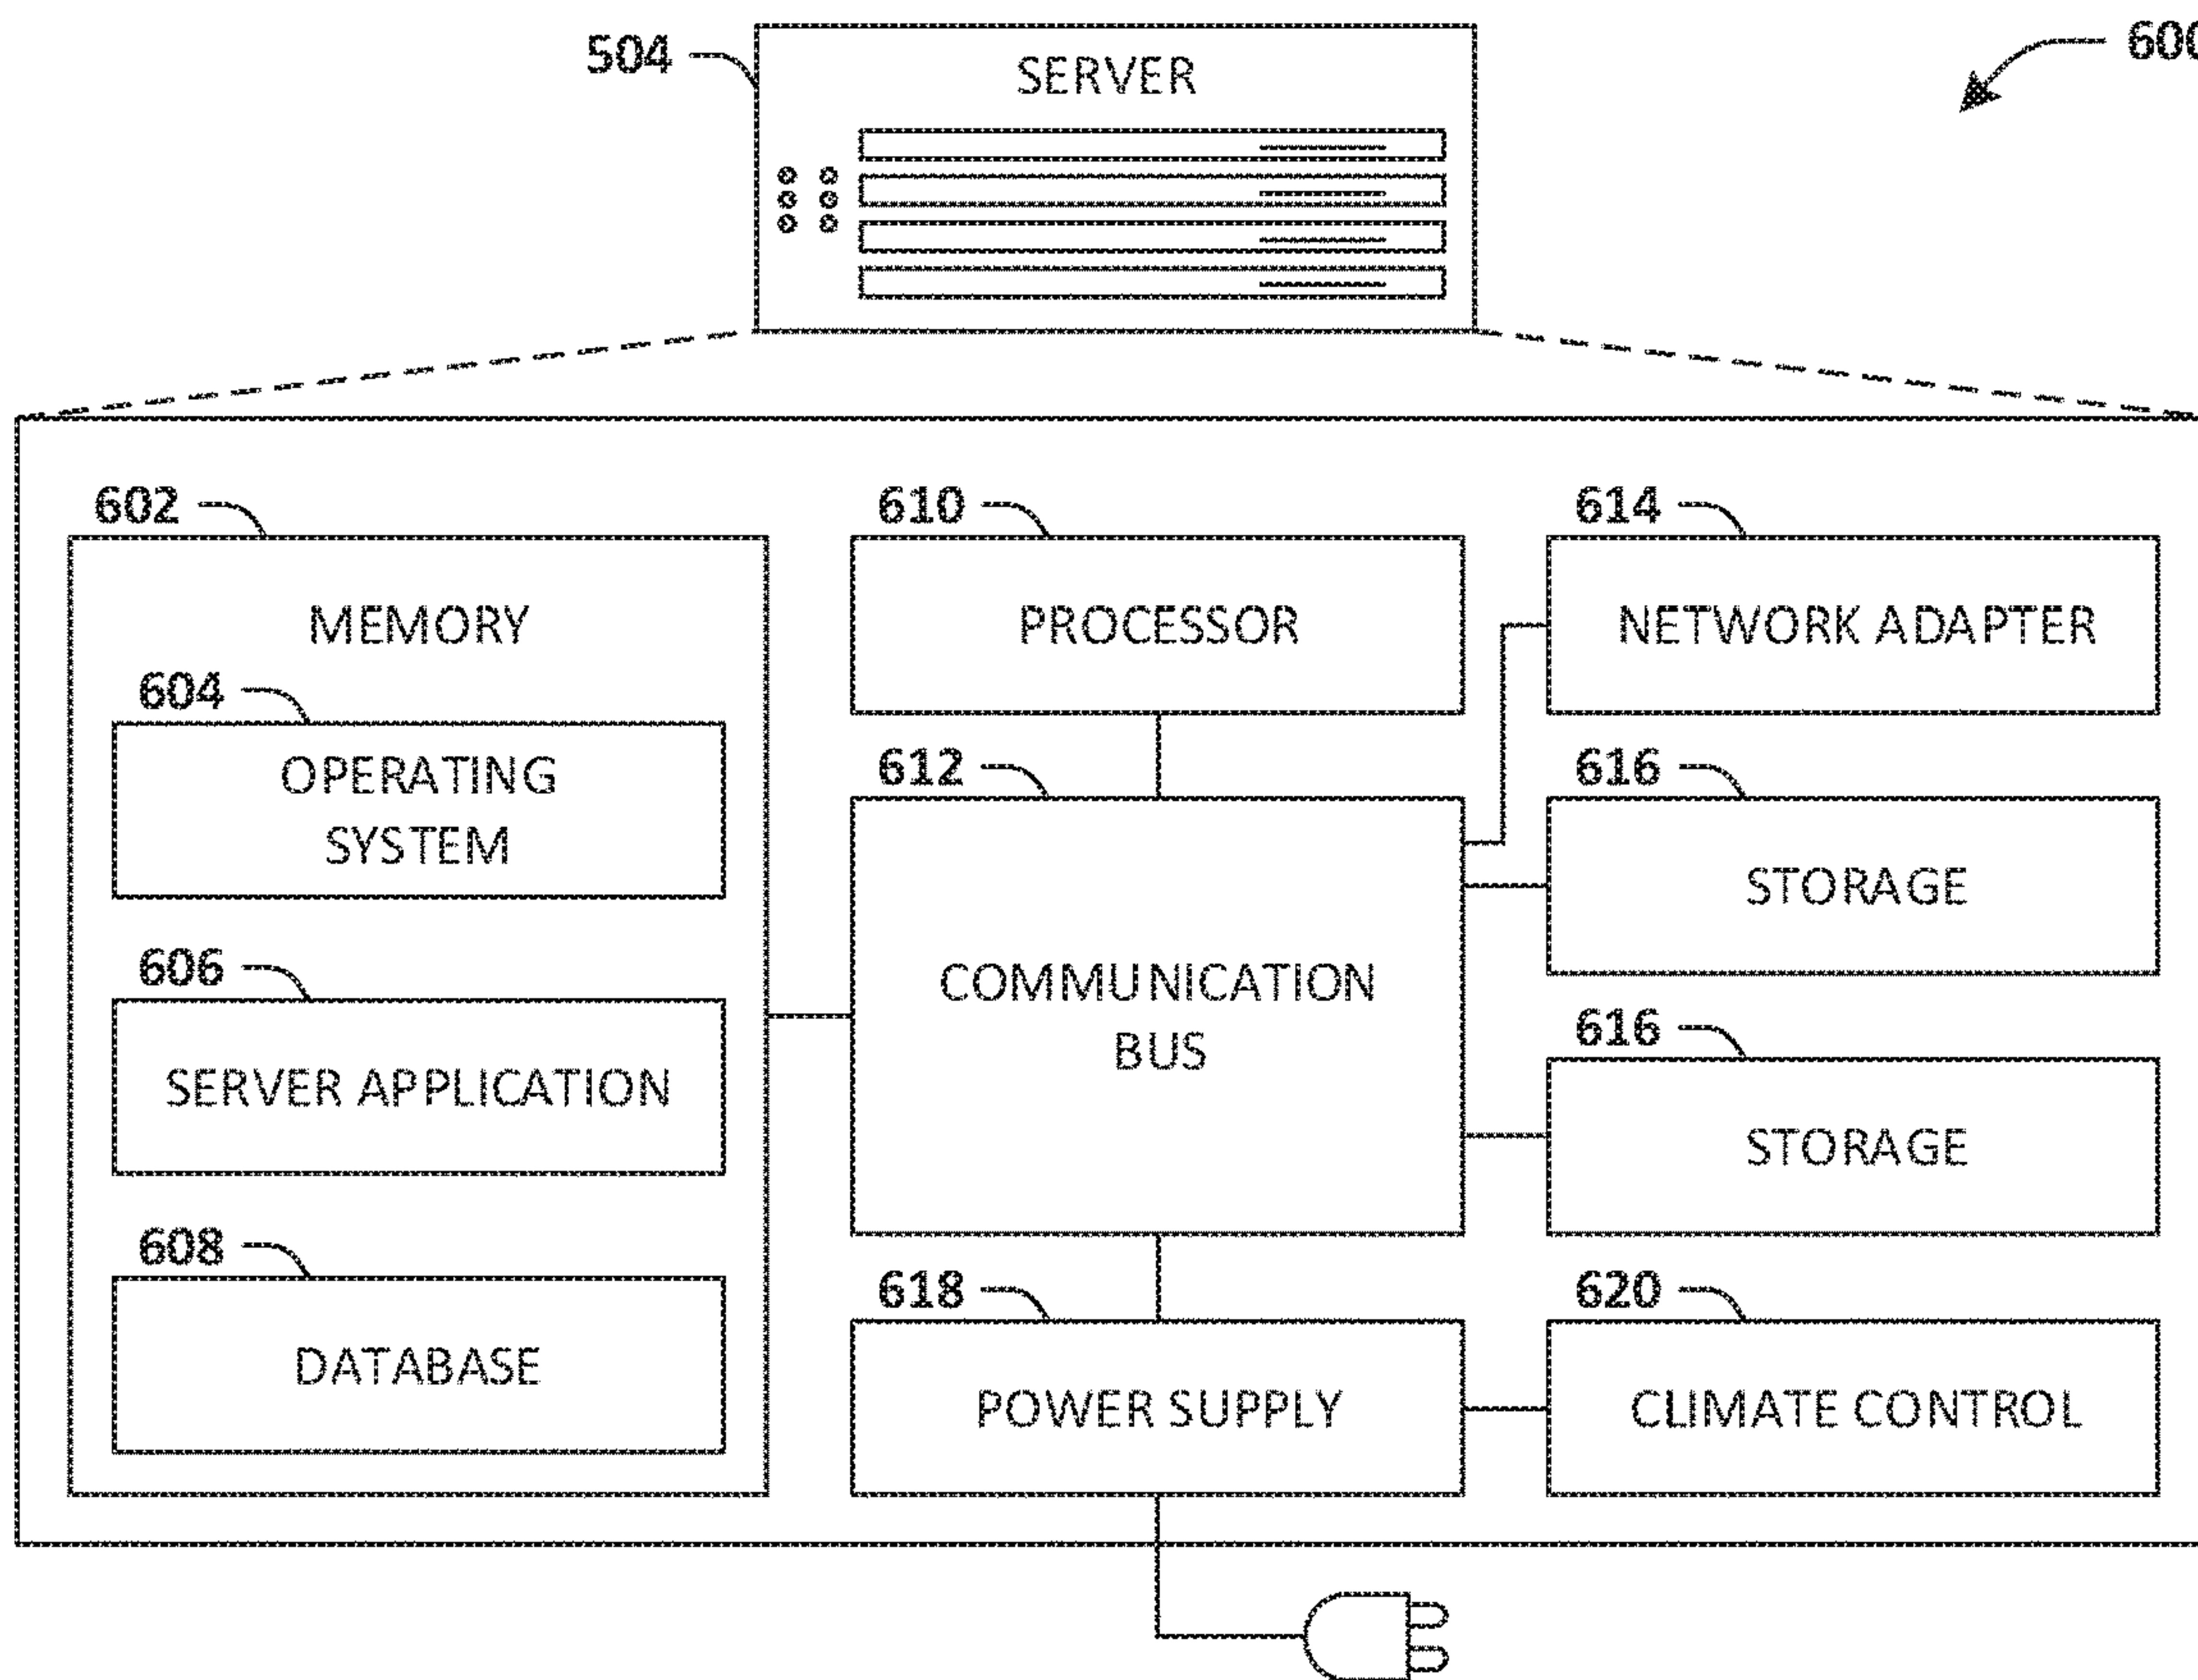 504
SERVER
600
602
MEMORY
604
OPERATING
SYSTEM
606
SERVER APPLICATION
608
DATABASE
610
PROCESSOR
612
COMMUNICATION
BUS
614
NETWORK ADAPTER
616
STORAGE
616
STORAGE
618
POWER SUPPLY
620
CLIMATE CONTROL